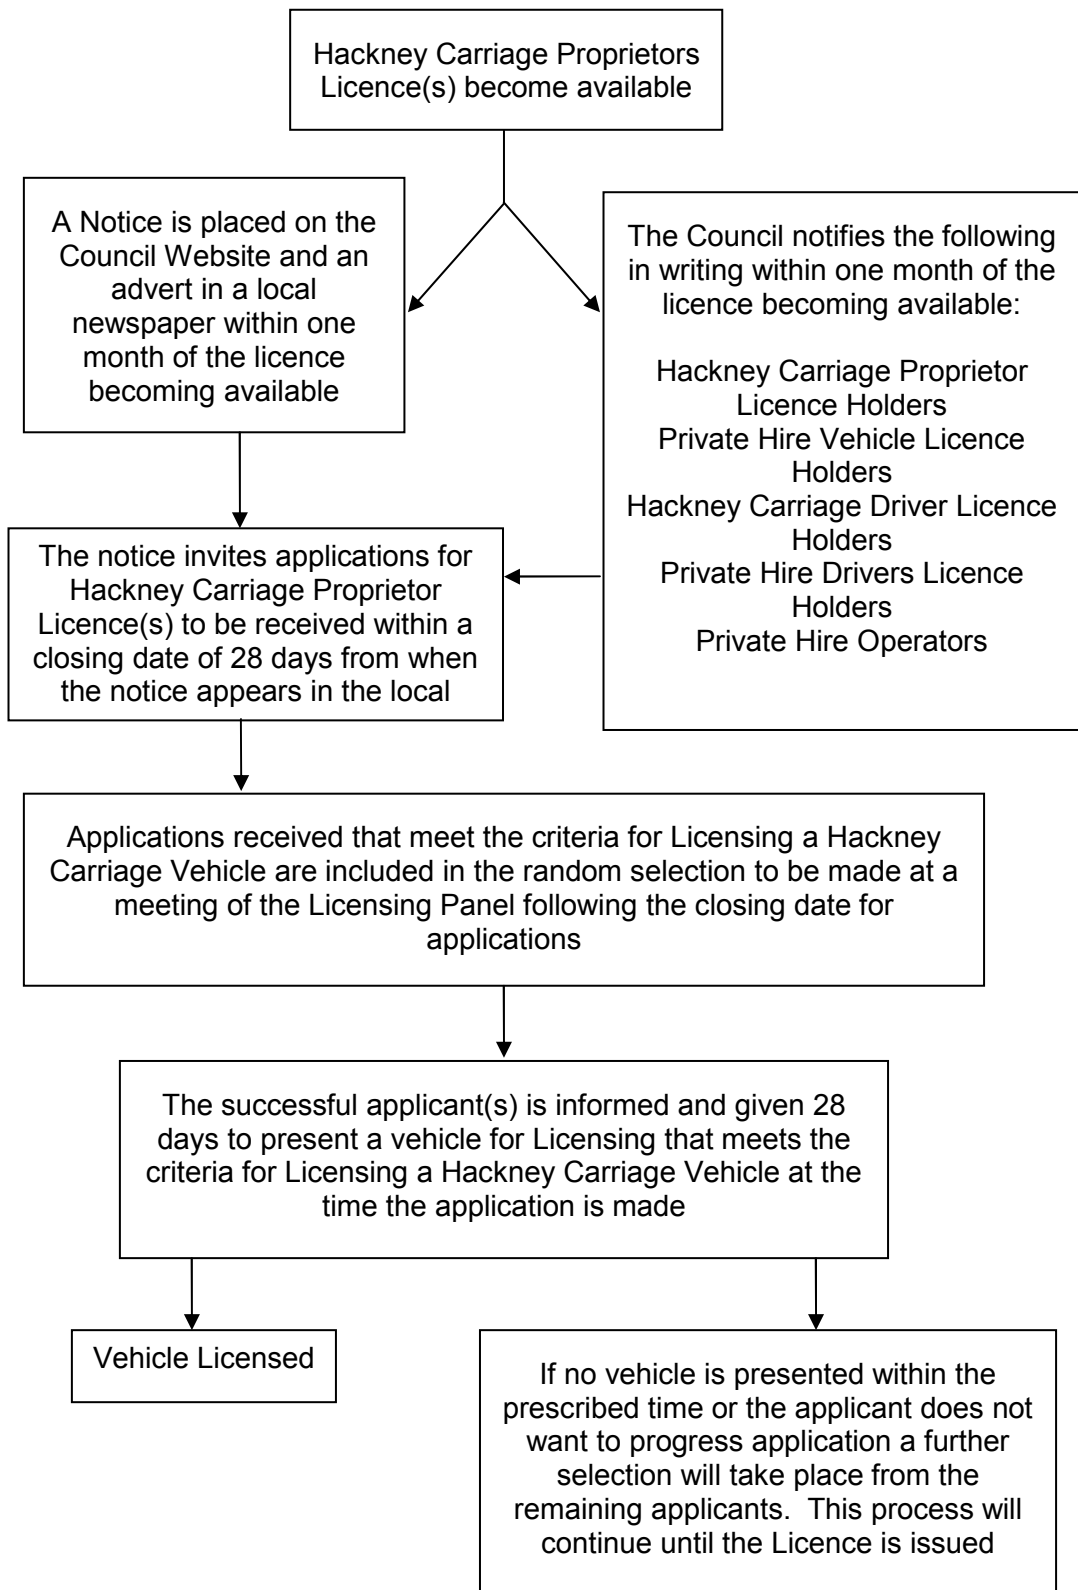 Hackney Carriage Proprietors
Licence(s) become available
A Notice is placed on the
Council Website and an
advert in a local
newspaper within one
month of the licence
becoming available
The Council notifies the following
in writing within one month of the
licence becoming available:
Hackney Carriage Proprietor
Licence Holders
Private Hire Vehicle Licence
Holders
Hackney Carriage Driver Licence
Holders
Private Hire Drivers Licence
Holders
Private Hire Operators
The notice invites applications for
Hackney Carriage Proprietor
Licence(s) to be received within a
closing date of 28 days from when
the notice appears in the local
Applications received that meet the criteria for Licensing a Hackney
Carriage Vehicle are included in the random selection to be made at a
meeting of the Licensing Panel following the closing date for
applications
The successful applicant(s) is informed and given 28
days to present a vehicle for Licensing that meets the
criteria for Licensing a Hackney Carriage Vehicle at the
time the application is made
Vehicle Licensed
If no vehicle is presented within the
prescribed time or the applicant does not
want to progress application a further
selection will take place from the
remaining applicants.  This process will
continue until the Licence is issued